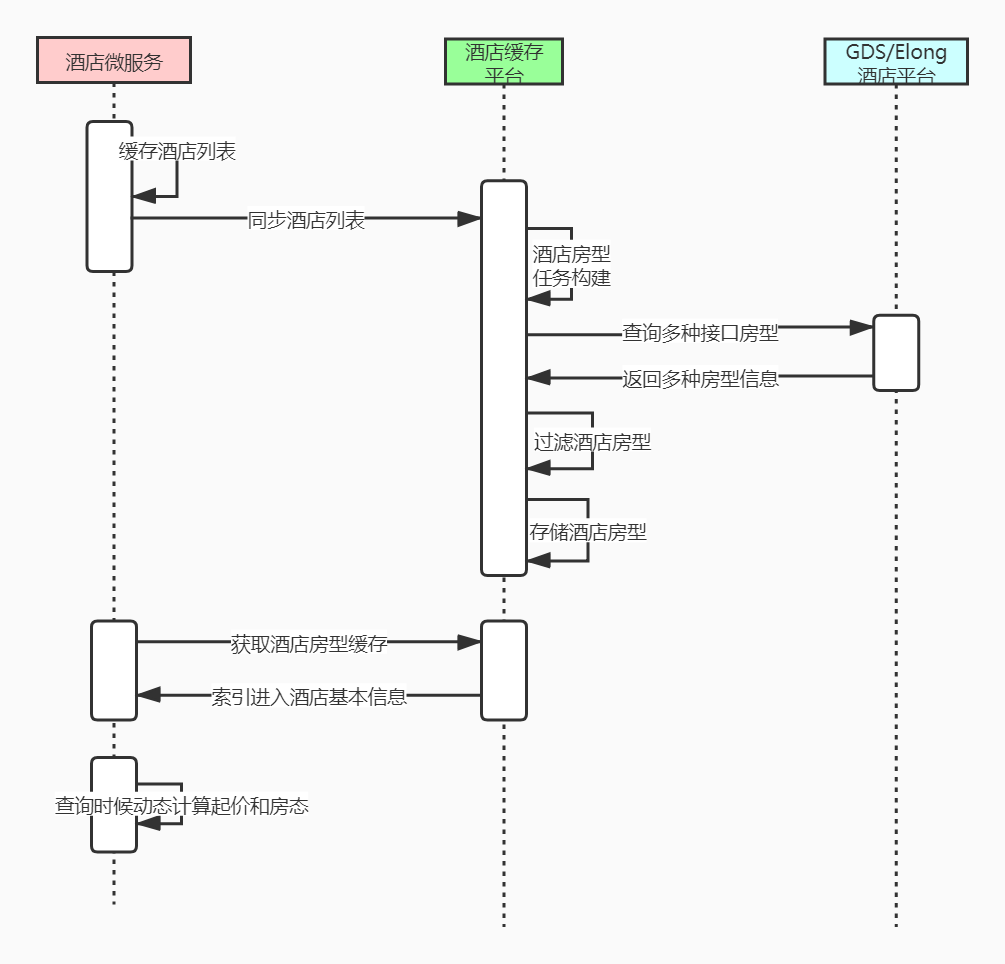 酒店微服务
酒店缓存
平台
GDS/Elong
酒店平台
缓存酒店列表
同步酒店列表
酒店房型
任务构建
查询多种接口房型
返回多种房型信息
过滤酒店房型
存储酒店房型
获取酒店房型缓存
索引进入酒店基本信息
查询时候动态计算起价和房态